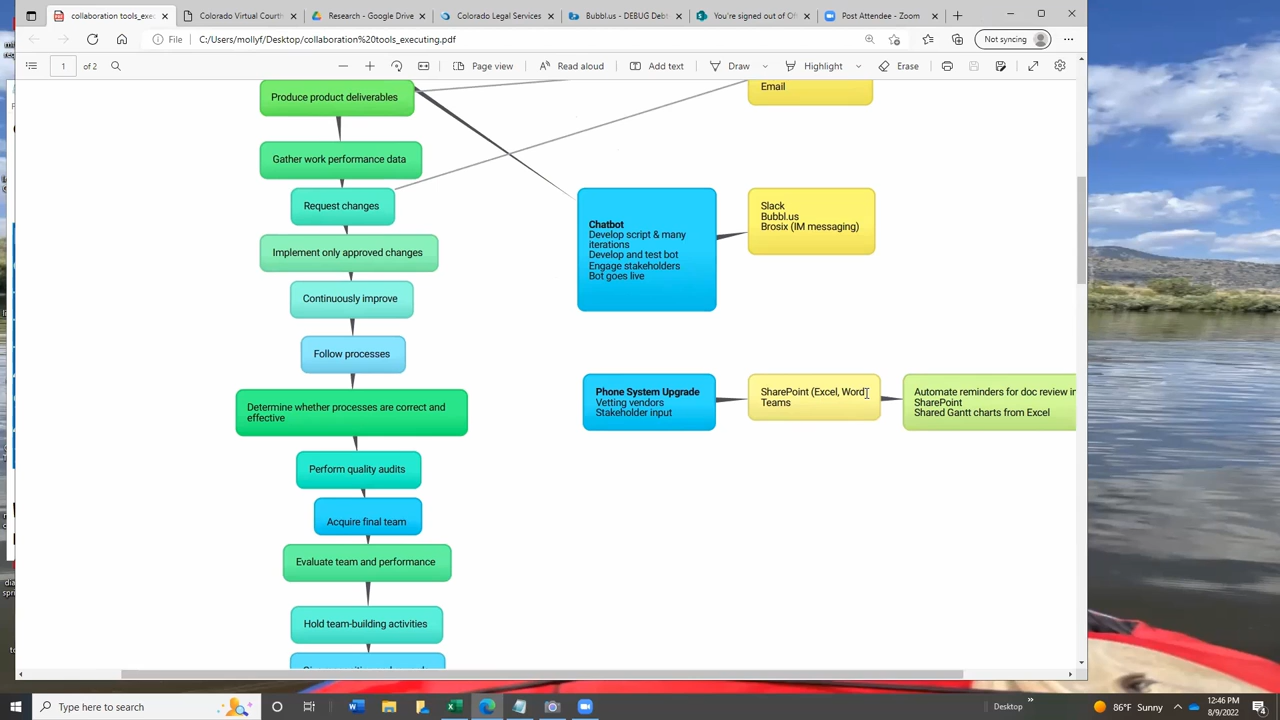 collaboration tools_exec
Colorado Virtual Courth
Research - Google Drive
Colorado Legal Services
Bubbl.us - DEBUG Deb
You're signed out of Of
Post Attendee - Zoom
File
C:/Users/mollyf/Desktop/collaboration%20tools_executing.pdf
Not syncing
1 of 2
Page view
Read aloud
Add text
Draw
Highlight
Erase
Produce product deliverables
Email
Gather work performance data
Request changes
Implement only approved changes
Continuously improve
Follow processes
Determine whether processes are correct and
effective
Perform quality audits
Acquire final team
Evaluate team and performance
Hold team-building activities
Chatbot
Develop script & many
iterations
Develop and test bot
Engage stakeholders
Bot goes live
Slack
Bubbl.us
Brosix (IM messaging)
Phone System Upgrade
Vetting vendors
Stakeholder input
SharePoint (Excel, Word)
Teams
Automate reminders for doc review in
SharePoint
Shared Gantt charts from Excel
Type here to search
Desktop
86°F Sunny
12:46 PM
8/9/2022
4